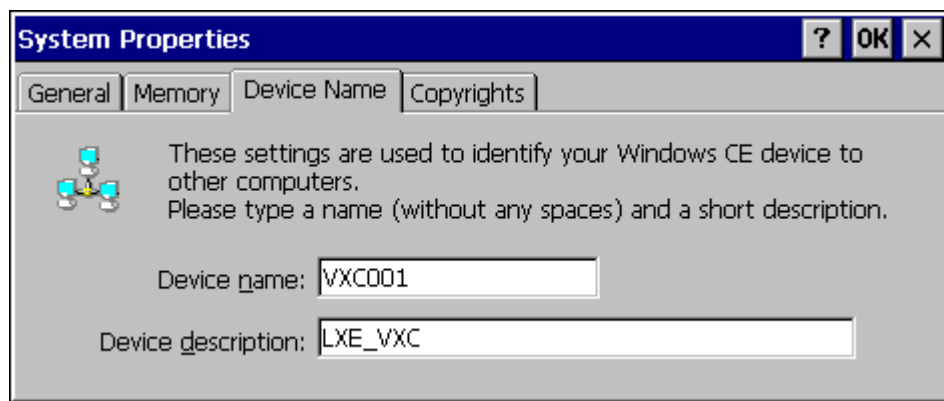 System Properties ? OK ×
General Memory Device Name Copyrights
These settings are used to identify your Windows CE device to
other computers.
Please type a name (without any spaces) and a short description.
Device name: VXC001
Device description: LXE_VXC